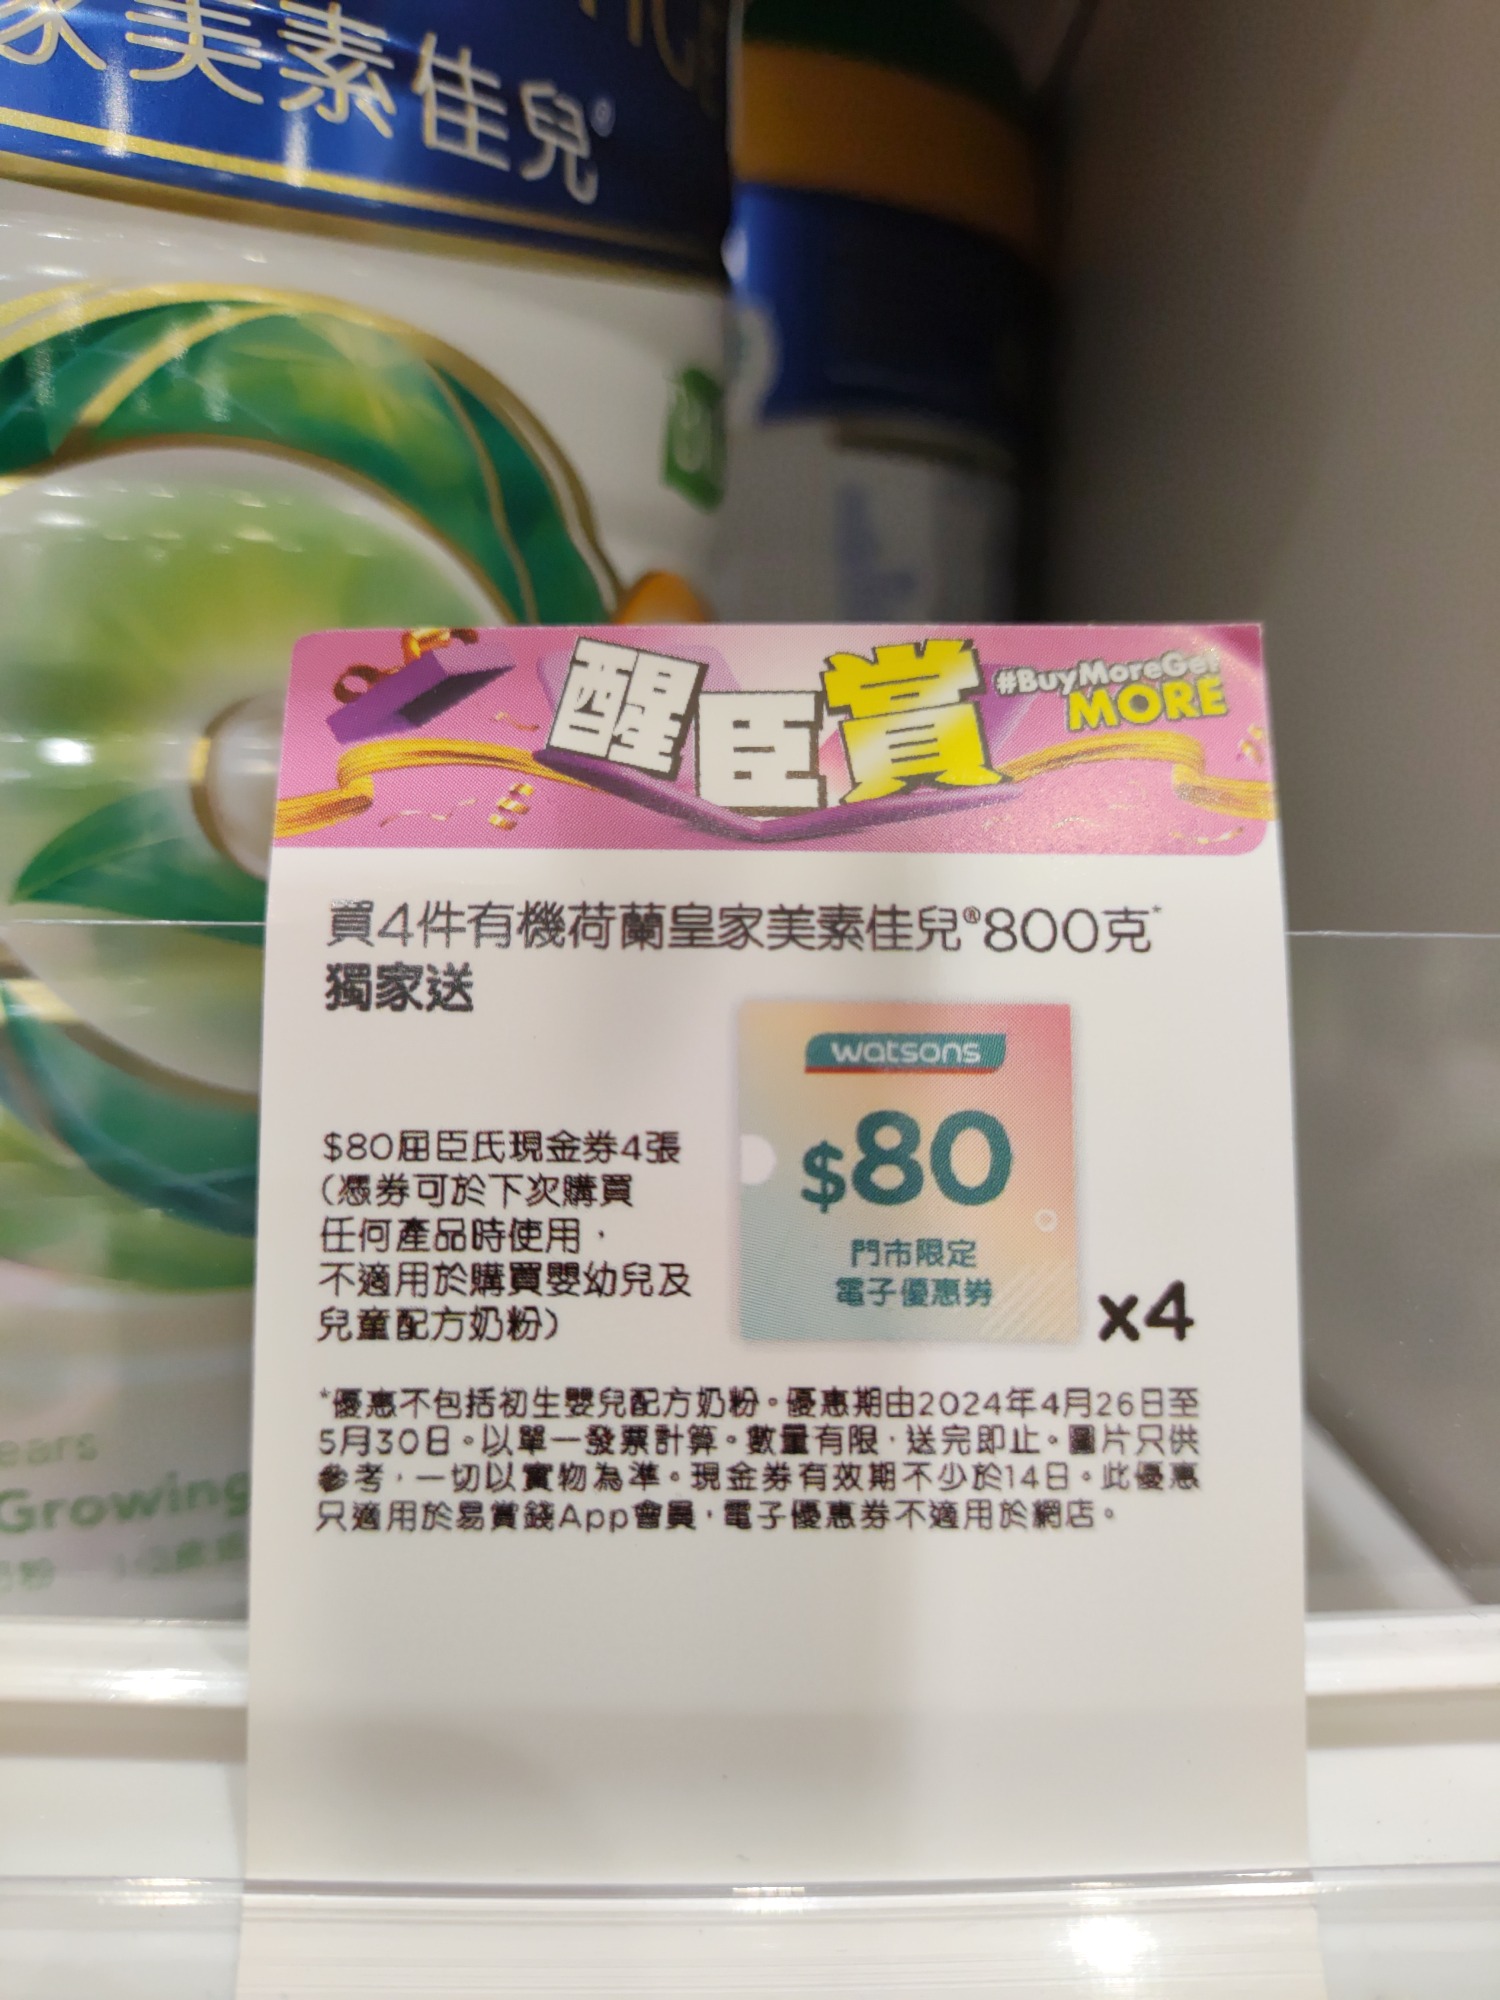 家美素佳兒®
醒臣賞
#BuyMoreGet
MORE
買4件有機荷蘭皇家美素佳兒®800克*
獨家送
watsons
$80
門市限定
電子優惠券
x4
$80屈臣氏現金券4張
(憑券可於下次購買
任何產品時使用，
不適用於購買嬰幼兒及
兒童配方奶粉)
*優惠不包括初生嬰兒配方奶粉。優惠期由2024年4月26日至
5月30日。以單一發票計算。數量有限，送完即止。圖片只供
參考，一切以實物為準。現金券有效期不少於14日。此優惠
只適用於易賞錢App會員，電子優惠券不適用於網店。
ears
Growing